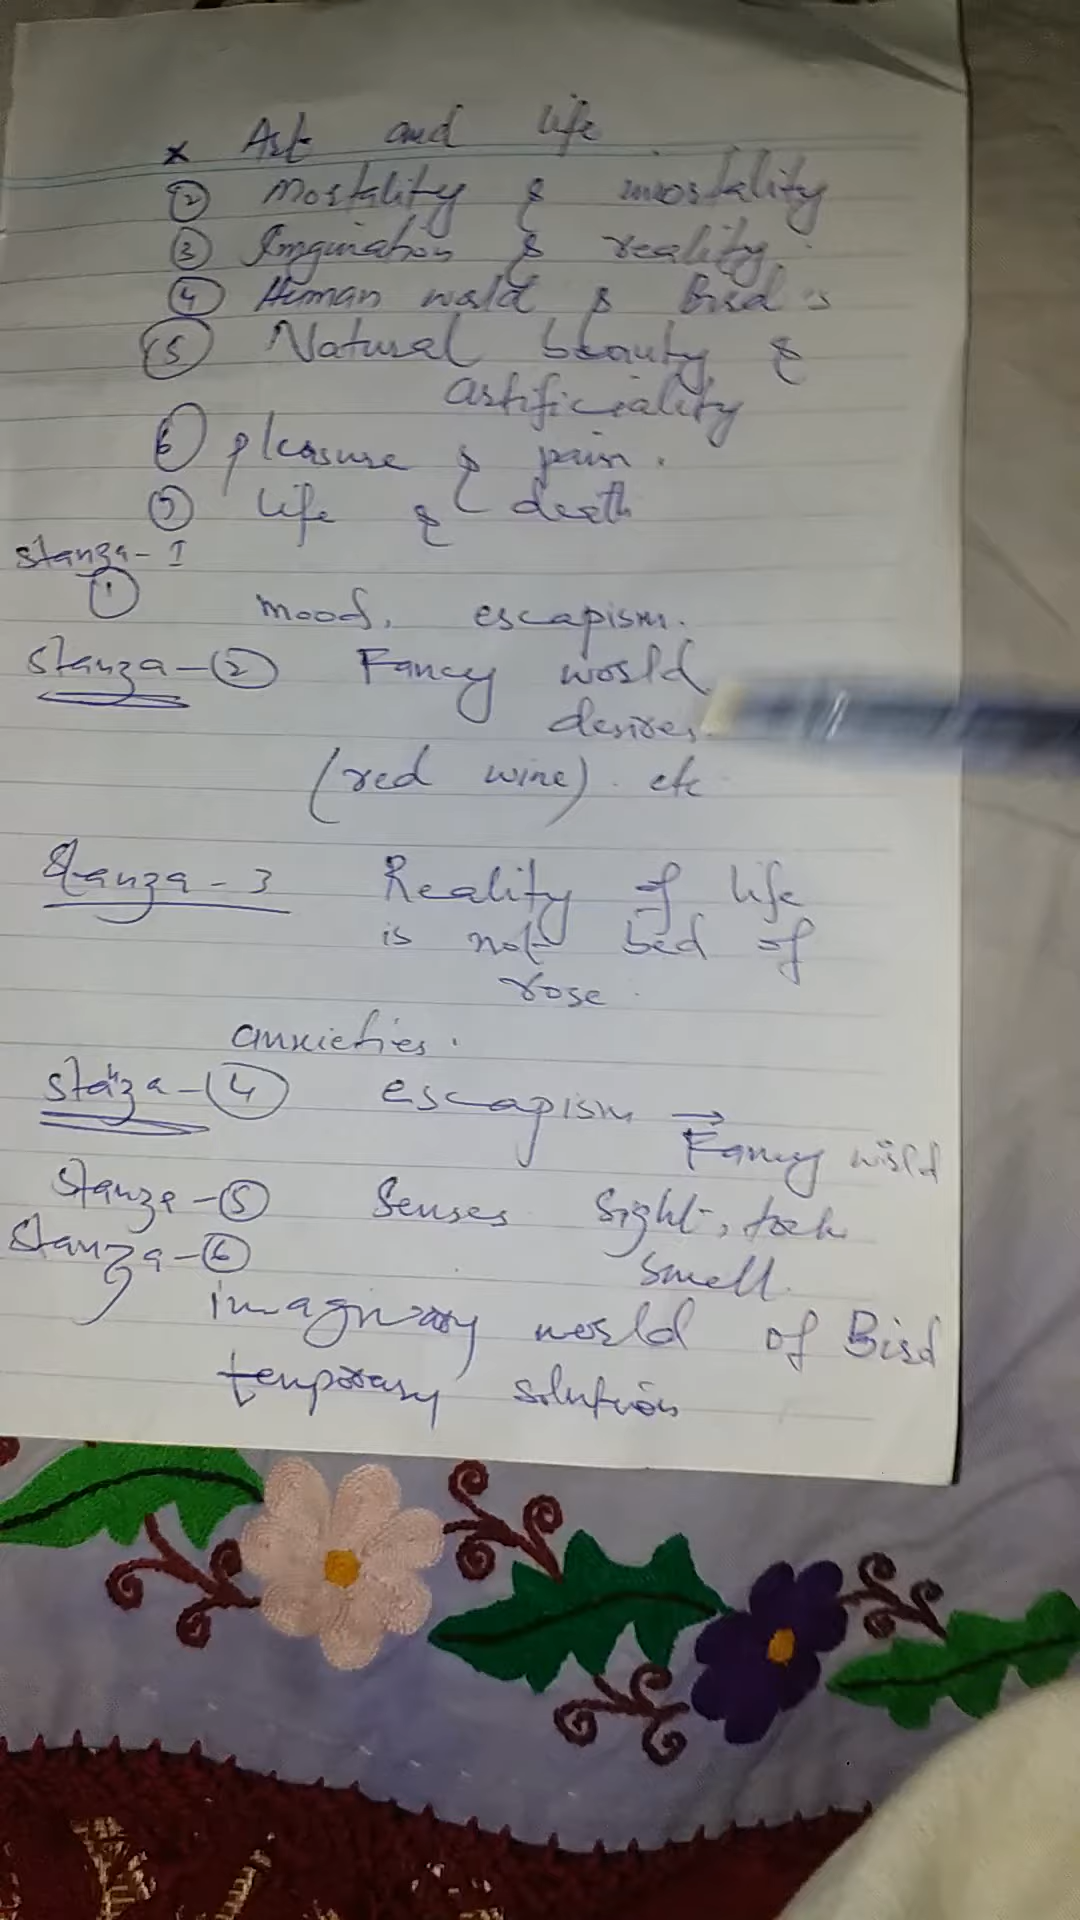 x Art and life
② Mortality & imortality
③ Imgination & reality.
④ Human world & Bird's
⑤ Natural beauty &
artificiality
⑥ pleasure & pain.
⑦ life & death
Stanza-I
① mood, escapism.
Stanza-② Fancy world
desires.
(red wine). etc
Stanza-3 Reality of life
is not bed of
rose.
anxieties.
Stanza-④ escapism →
Fancy world
Stanza-⑤ Senses Sight,
Stanza-⑥ smell.
imaginary world of Bird
temporary solution